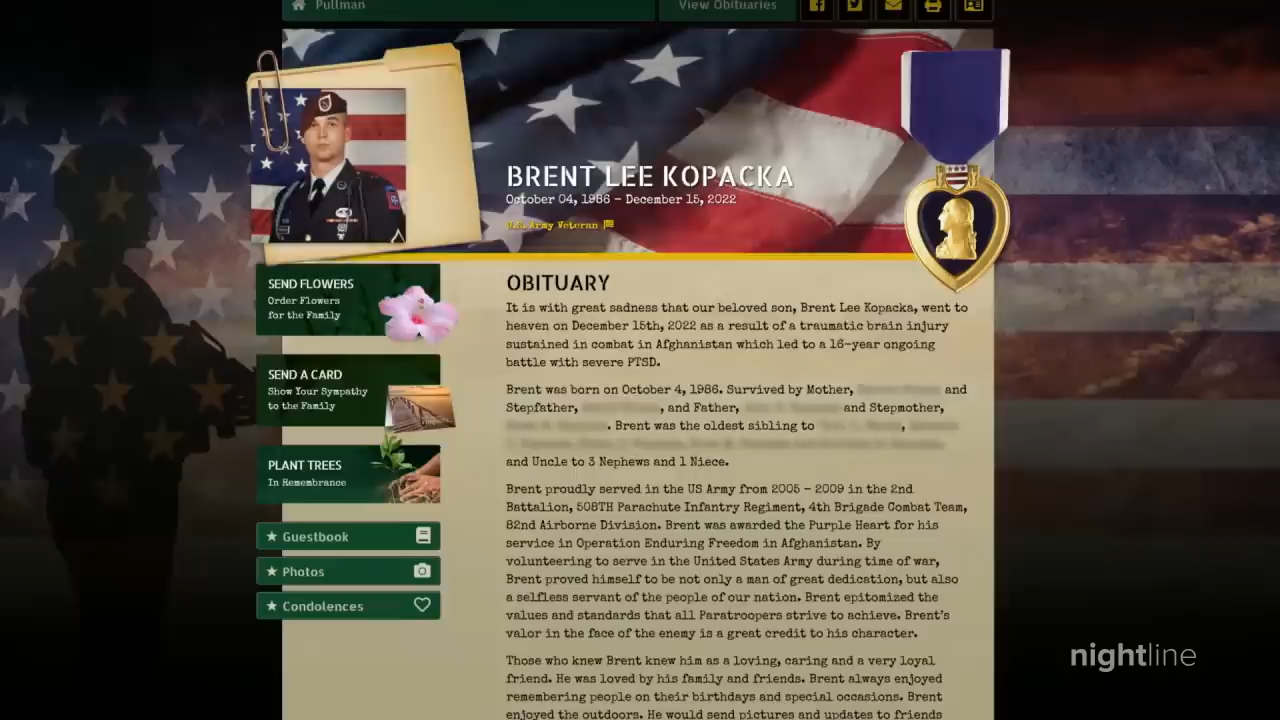 Pullman
View Obituaries
BRENT LEE KOPACKA
October 04, 1986 - December 15, 2022
U.S. Army Veteran
SEND FLOWERS
Order Flowers
for the Family
SEND A CARD
Show Your Sympathy
to the Family
PLANT TREES
In Remembrance
★ Guestbook
★ Photos
★ Condolences
OBITUARY
It is with great sadness that our beloved son, Brent Lee Kopacka, went to
heaven on December 15th, 2022 as a result of a traumatic brain injury
sustained in combat in Afghanistan which led to a 16-year ongoing
battle with severe PTSD.
Brent was born on October 4, 1986. Survived by Mother, and
Stepfather, , and Father, and Stepmother,
. Brent was the oldest sibling to ,
and Uncle to 3 Nephews and 1 Niece.
Brent proudly served in the US Army from 2005 - 2009 in the 2nd
Battalion, 508TH Parachute Infantry Regiment, 4th Brigade Combat Team,
82nd Airborne Division. Brent was awarded the Purple Heart for his
service in Operation Enduring Freedom in Afghanistan. By
volunteering to serve in the United States Army during time of war,
Brent proved himself to be not only a man of great dedication, but also
a selfless servant of the people of our nation. Brent epitomized the
values and standards that all Paratroopers strive to achieve. Brent's
valor in the face of the enemy is a great credit to his character.
Those who knew Brent knew him as a loving, caring and a very loyal
friend. He was loved by his family and friends. Brent always enjoyed
remembering people on their birthdays and special occasions. Brent
enjoyed the outdoors. He would send pictures and updates to friends
nightline